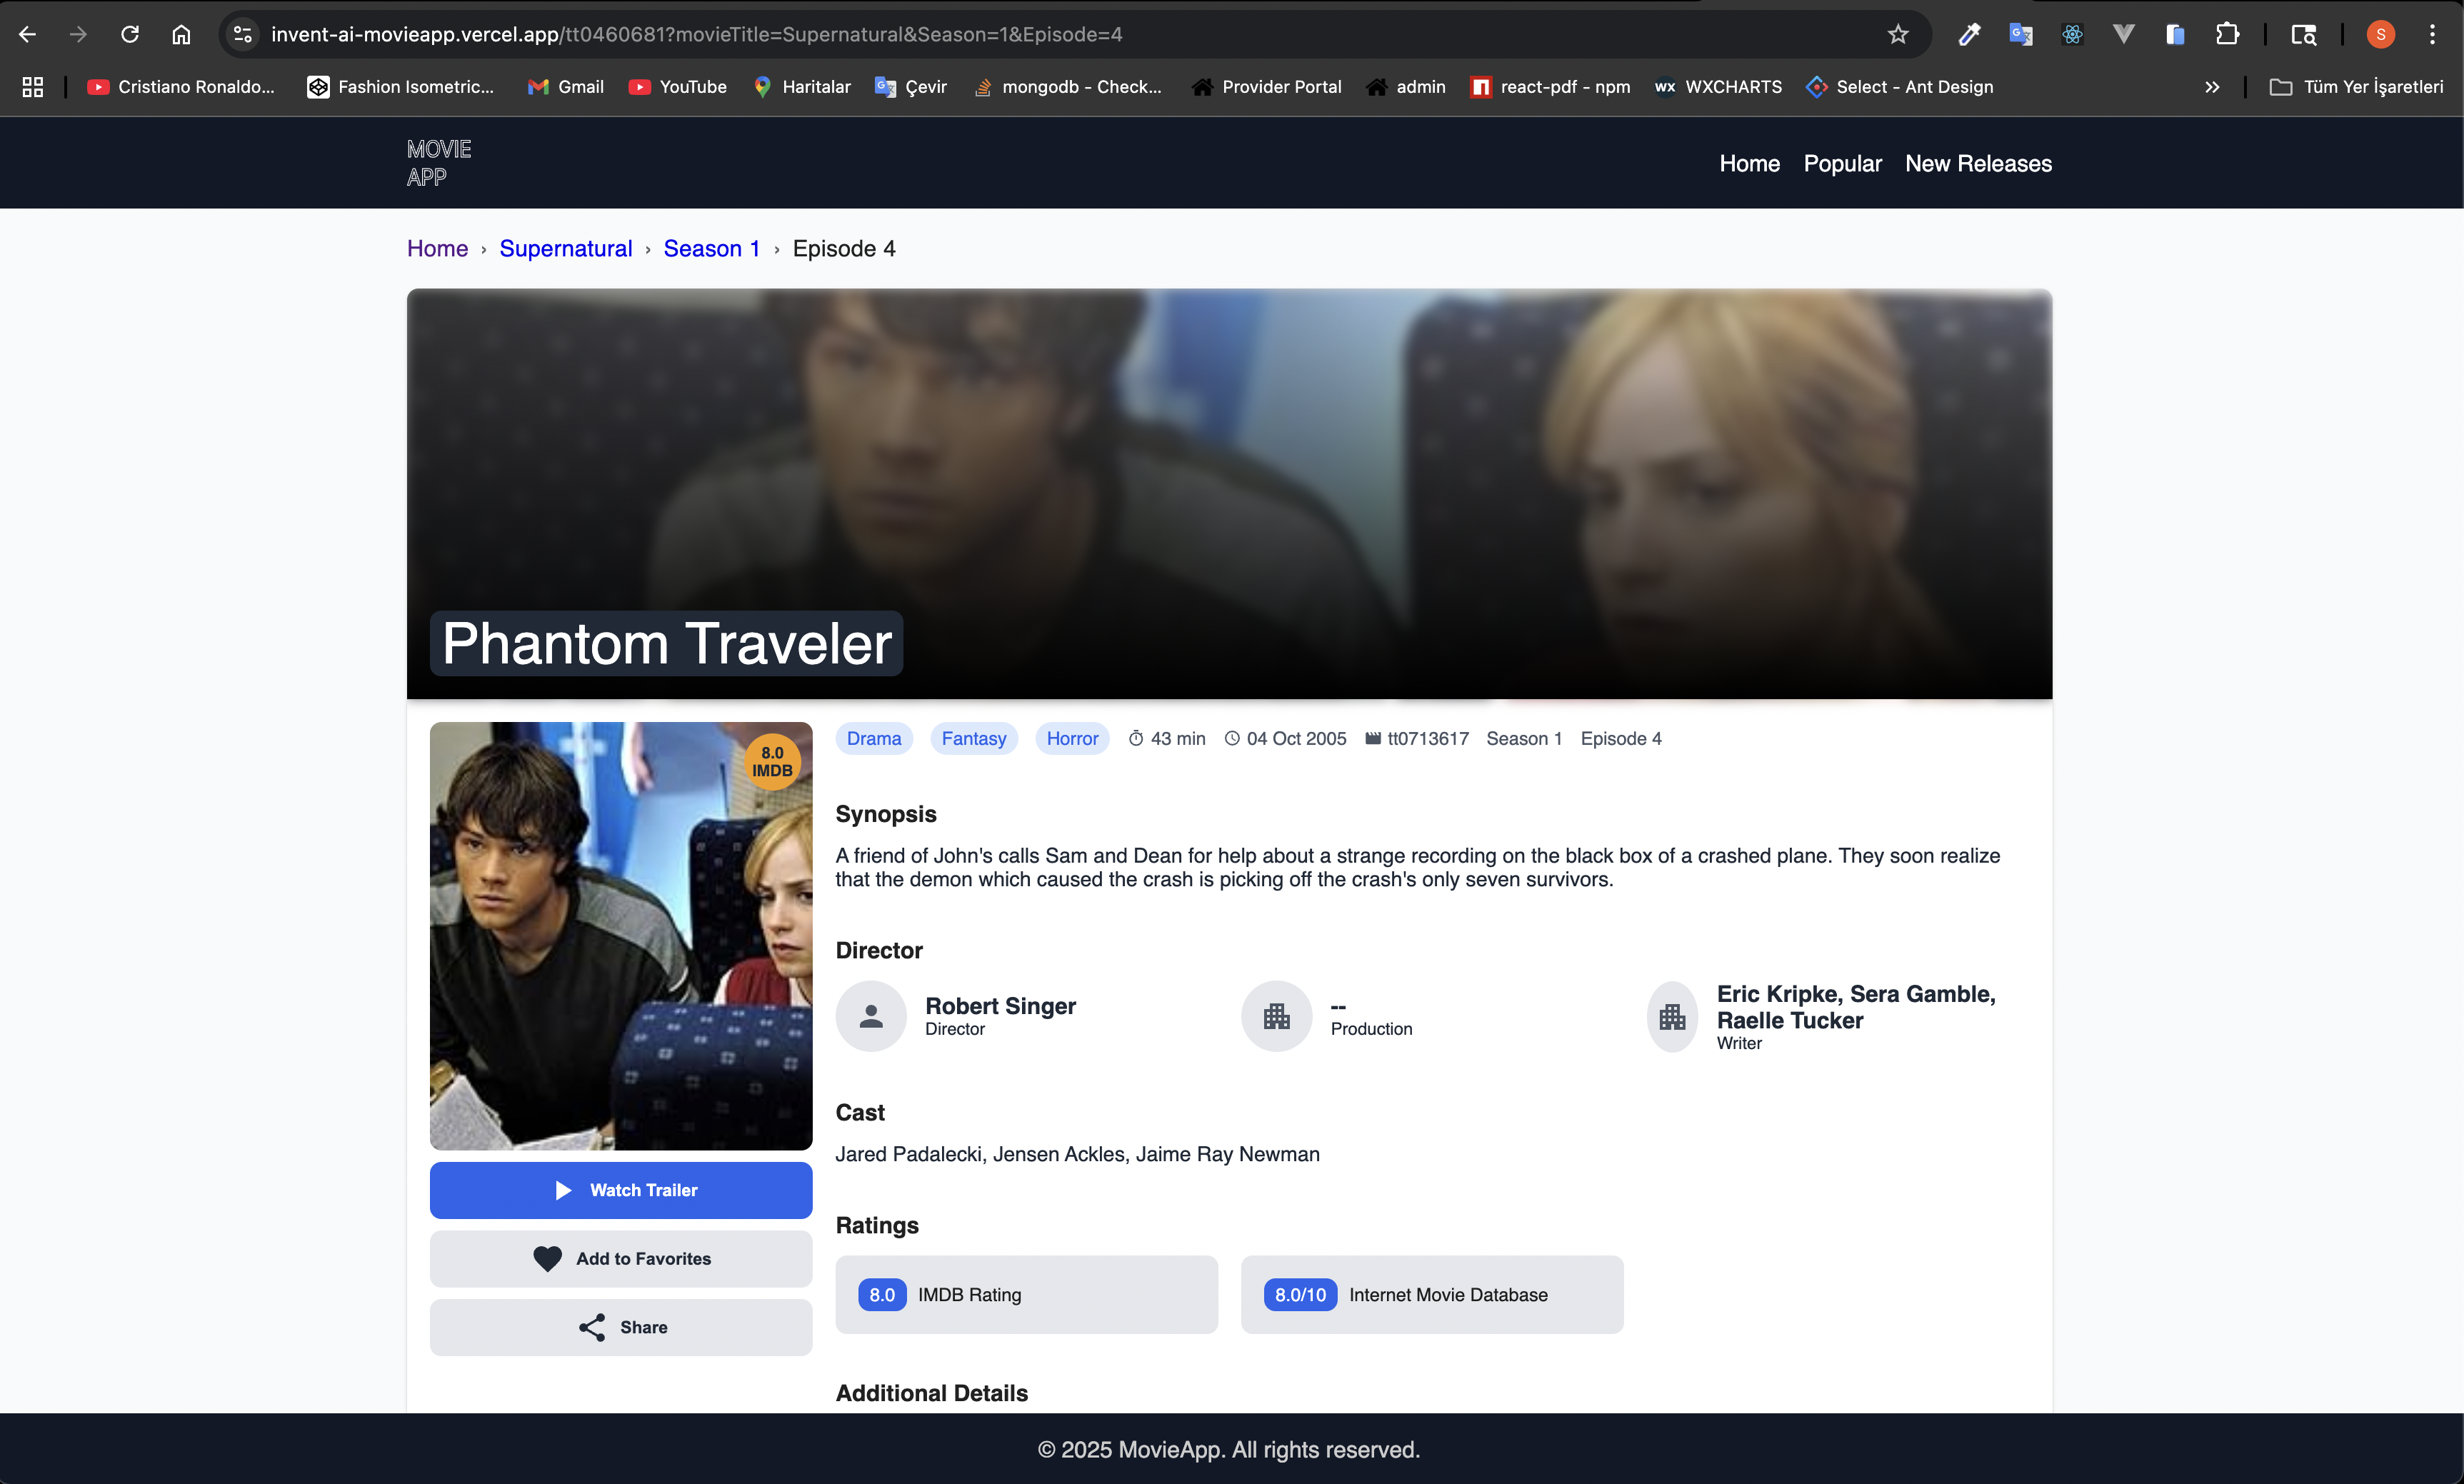 invent-ai-movieapp.vercel.app/tt0460681?movieTitle=Supernatural&Season=1&Episode=4
S
Cristiano Ronaldo... Fashion Isometric... Gmail YouTube Haritalar Çevir mongodb - Check... Provider Portal admin react-pdf - npm WX WXCHARTS Select - Ant Design » Tüm Yer İşaretleri
MOVIE
APP
Home Popular New Releases
Home › Supernatural › Season 1 › Episode 4
Phantom Traveler
8.0
IMDB
Drama Fantasy Horror 43 min 04 Oct 2005 tt0713617 Season 1 Episode 4
Synopsis
A friend of John's calls Sam and Dean for help about a strange recording on the black box of a crashed plane. They soon realize
that the demon which caused the crash is picking off the crash's only seven survivors.
Director
Robert Singer
Director
--
Production
Eric Kripke, Sera Gamble,
Raelle Tucker
Writer
Cast
Jared Padalecki, Jensen Ackles, Jaime Ray Newman
Watch Trailer
Add to Favorites
Share
Ratings
8.0 IMDB Rating
8.0/10 Internet Movie Database
Additional Details
© 2025 MovieApp. All rights reserved.